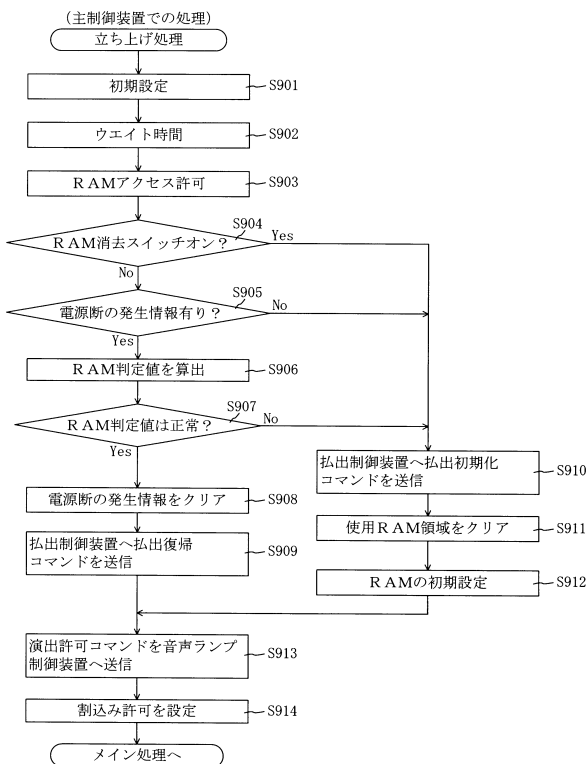 (主制御装置での処理)
立ち上げ処理
初期設定
S901
ウエイト時間
S902
RAMアクセス許可
S903
S904
RAM消去スイッチオン?
Yes
No
S905
電源断の発生情報有り?
No
Yes
RAM判定値を算出
S906
S907
RAM判定値は正常?
No
Yes
電源断の発生情報をクリア
S908
払出制御装置へ払出復帰
コマンドを送信
S909
払出制御装置へ払出初期化
コマンドを送信
S910
使用RAM領域をクリア
S911
RAMの初期設定
S912
演出許可コマンドを音声ランプ
制御装置へ送信
S913
割込み許可を設定
S914
メイン処理へ